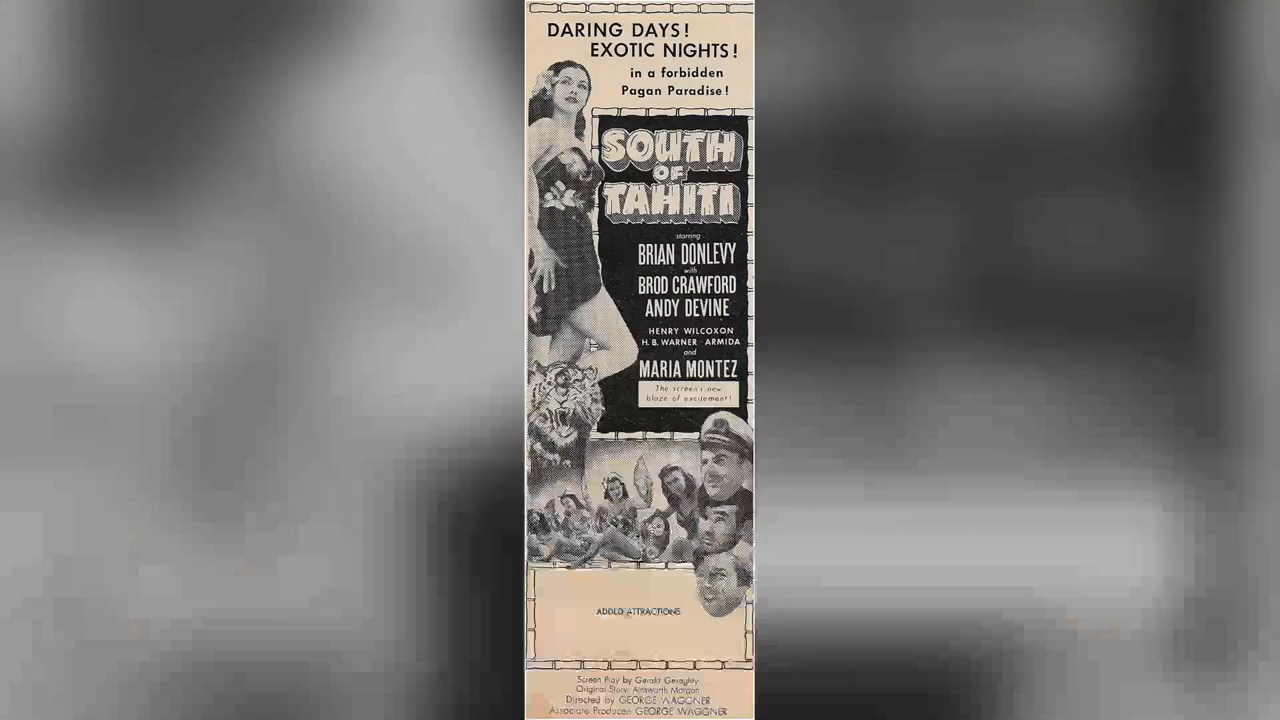 DARING DAYS!
EXOTIC NIGHTS!
in a forbidden
Pagan Paradise!
SOUTH
OF
TAHITI
starring
BRIAN DONLEVY
with
BROD CRAWFORD
ANDY DEVINE
HENRY WILCOXON
H. B. WARNER · ARMIDA
and
MARIA MONTEZ
The screen's new
blaze of excitement!
ADDED ATTRACTIONS
Screen Play by Gerald Geraghty
Original Story, Ainsworth Morgan
Directed by GEORGE WAGGNER
Associate Producer GEORGE WAGGNER